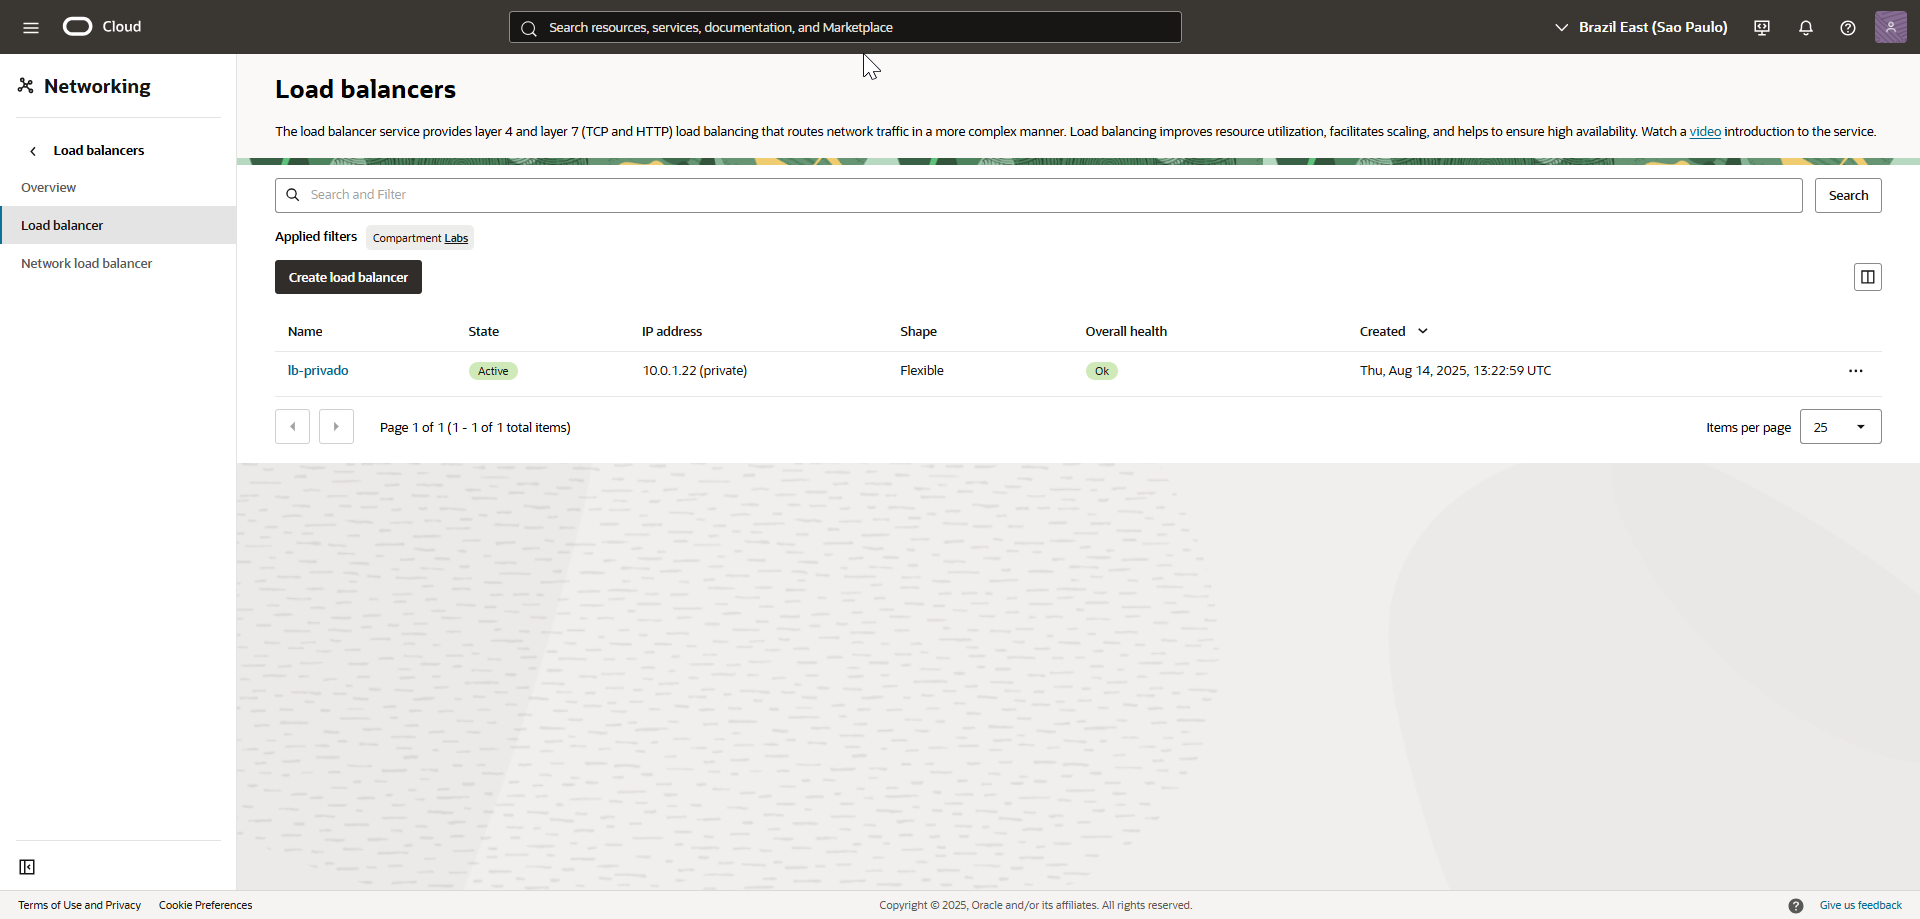 Cloud
Search resources, services, documentation, and Marketplace
Brazil East (Sao Paulo)
Networking
Load balancers
Overview
Load balancer
Network load balancer
Load balancers
The load balancer service provides layer 4 and layer 7 (TCP and HTTP) load balancing that routes network traffic in a more complex manner. Load balancing improves resource utilization, facilitates scaling, and helps to ensure high availability. Watch a video introduction to the service.
Search and Filter
Search
Applied filters
Compartment Labs
Create load balancer
Name State IP address Shape Overall health Created
lb-privado Active 10.0.1.22 (private) Flexible Ok Thu, Aug 14, 2025, 13:22:59 UTC
Page 1 of 1 (1 - 1 of 1 total items)
Items per page 25
Terms of Use and Privacy
Cookie Preferences
Copyright © 2025, Oracle and/or its affiliates. All rights reserved.
Give us feedback